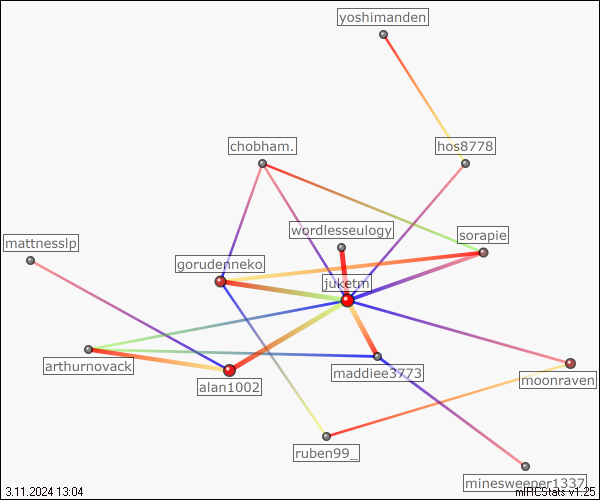 yoshimanden
chobham.
hos8778
wordlesseulogy
sorapie
mattnesslp
gorudenneko
juketm
arthurnovack
maddiee3773
moonraven
alan1002
ruben99_
minesweeper1337
3.11.2024 13:04
mIRCStats v1.25